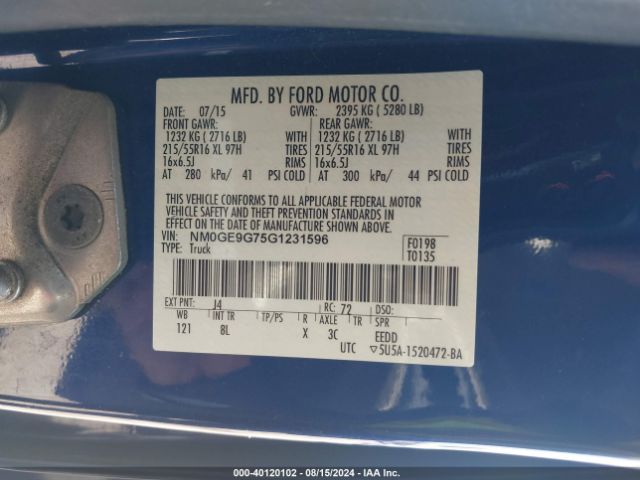 MFD. BY FORD MOTOR CO.
DATE: 07/15 GVWR: 2395 KG ( 5280 LB)
FRONT GAWR: REAR GAWR:
1232 KG ( 2716 LB) WITH 1232 KG ( 2716 LB) WITH
215/55R16 XL 97H TIRES 215/55R16 XL 97H TIRES
16x6.5J RIMS 16x6.5J RIMS
AT 280 kPa/ 41 PSI COLD AT 300 kPa/ 44 PSI COLD
THIS VEHICLE CONFORMS TO ALL APPLICABLE FEDERAL MOTOR
VEHICLE SAFETY AND THEFT PREVENTION STANDARDS IN
EFFECT ON THE DATE OF MANUFACTURE SHOWN ABOVE.
VIN: NM0GE9G75G1231596 F0198
TYPE: Truck T0135
EXT PNT: J4 RC: 72 DSO:
WB INT TR TP/PS R AXLE TR SPR
121 8L X 3C EEDD
UTC ▽5U5A-1520472-BA
000-40120102 - 08/15/2024 - IAA Inc.